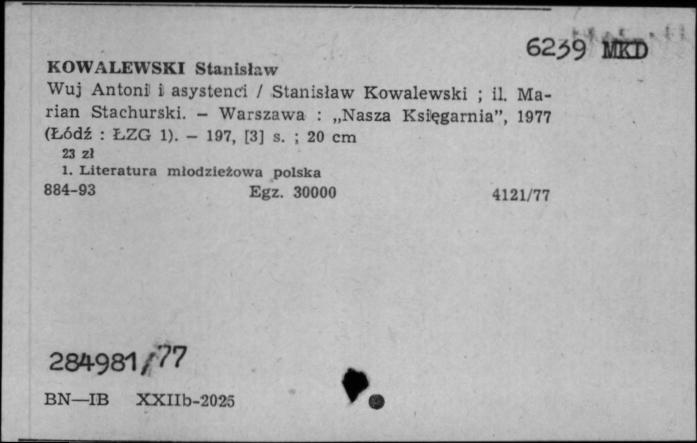 6239 MKD
KOWALEWSKI Stanisław
Wuj Antoni i asystenci / Stanisław Kowalewski ; il. Ma-
rian Stachurski. – Warszawa : „Nasza Księgarnia”, 1977
(Łódź : ŁZG 1). – 197, [3] s. ; 20 cm
23 zł
1. Literatura młodzieżowa polska
884-93 Egz. 30000 4121/77
284981/77
BN—IB XXIIb-2025